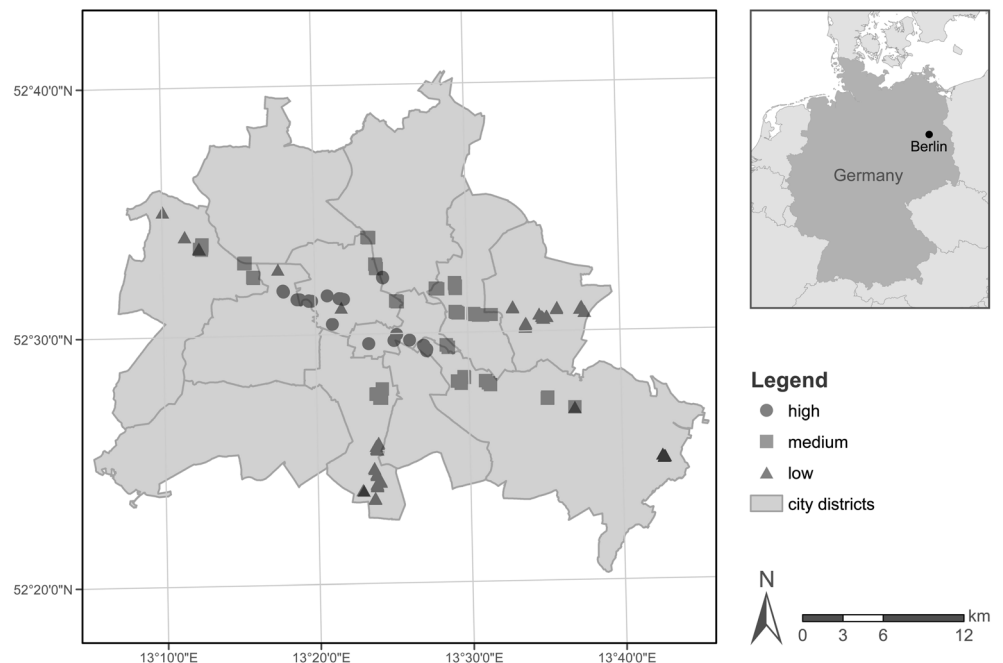 52°40'0"N
52°30'0"N
52°20'0"N
13°10'0"E
13°20'0"E
13°30'0"E
13°40'0"E
Berlin
Germany
Legend
high
medium
low
city districts
N
km
0 3 6 12